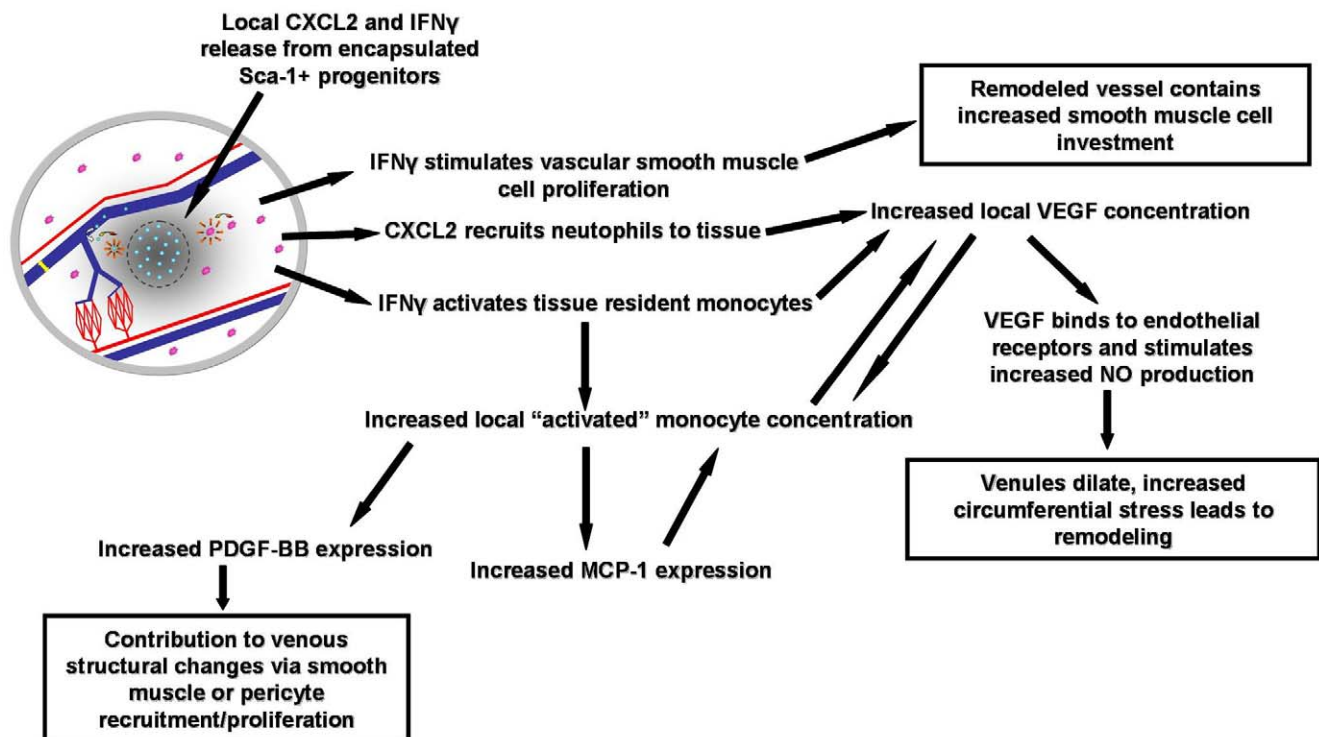 Local CXCL2 and IFNγ
release from encapsulated
Sca-1+ progenitors
Remodeled vessel contains
increased smooth muscle cell
investment
IFNγ stimulates vascular smooth muscle
cell proliferation
CXCL2 recruits neutophils to tissue
Increased local VEGF concentration
IFNγ activates tissue resident monocytes
VEGF binds to endothelial
receptors and stimulates
increased NO production
Increased local “activated” monocyte concentration
Venules dilate, increased
circumferential stress leads to
remodeling
Increased PDGF-BB expression
Increased MCP-1 expression
Contribution to venous
structural changes via smooth
muscle or pericyte
recruitment/proliferation